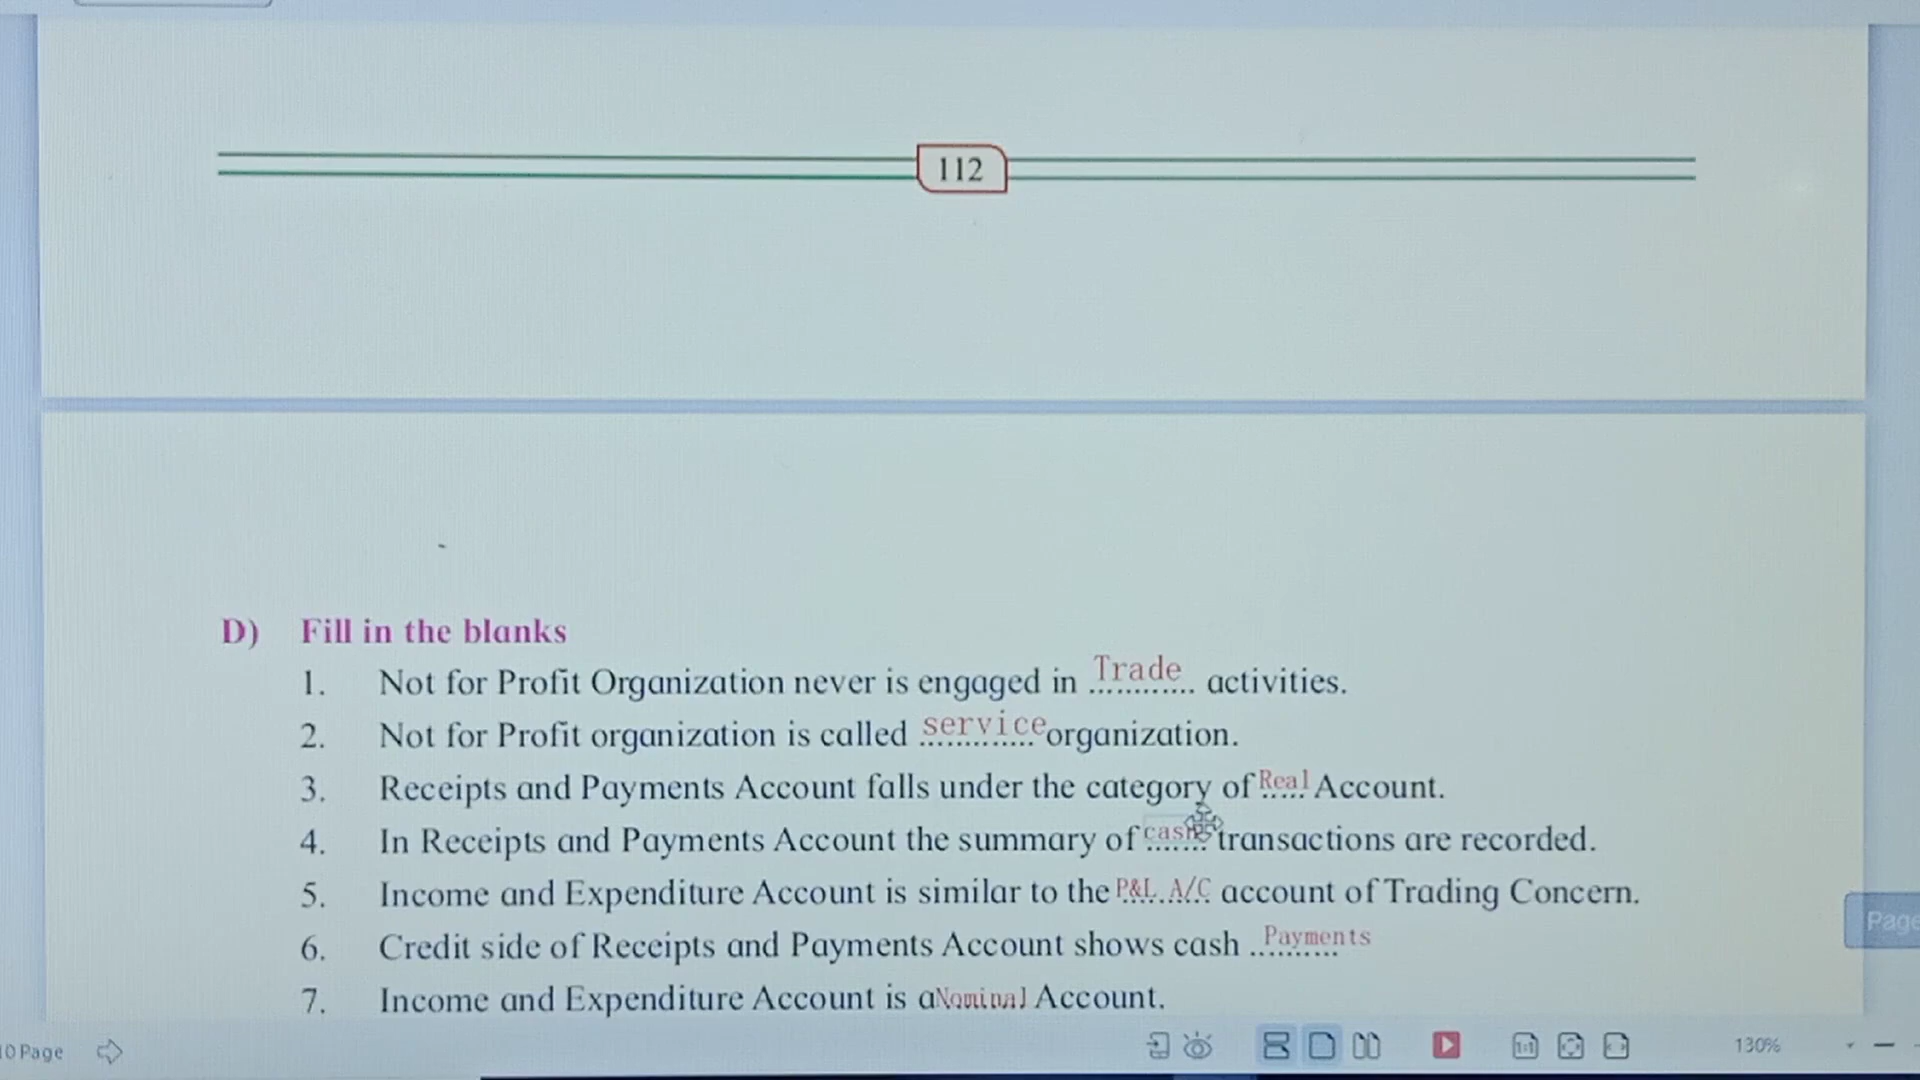 112
D) Fill in the blanks
1. Not for Profit Organization never is engaged in Trade ............ activities.
2. Not for Profit organization is called service ............. organization.
3. Receipts and Payments Account falls under the category of Real ..... Account.
4. In Receipts and Payments Account the summary of cash ....... transactions are recorded.
5. Income and Expenditure Account is similar to the P&L A/C account of Trading Concern.
6. Credit side of Receipts and Payments Account shows cash .......... Payments
7. Income and Expenditure Account is a Nominal Account.
Page
130%